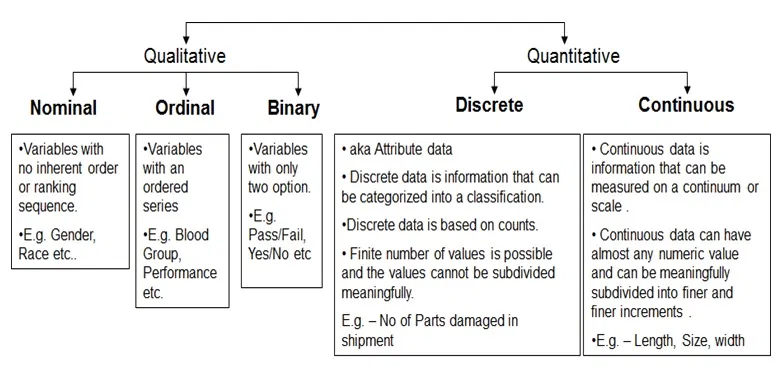 Qualitative
Quantitative
Nominal
Ordinal
Binary
Discrete
Continuous
•Variables with
no inherent order
or ranking
sequence.
•E.g. Gender,
Race etc..
•Variables
with an
ordered
series
•E.g. Blood
Group,
Performance
etc.
•Variables
with only
two option.
•E.g.
Pass/Fail,
Yes/No etc
• aka Attribute data
• Discrete data is information that can
be categorized into a classification.
•Discrete data is based on counts.
• Finite number of values is possible
and the values cannot be subdivided
meaningfully.
E.g. – No of Parts damaged in
shipment
• Continuous data is
information that can be
measured on a continuum or
scale .
• Continuous data can have
almost any numeric value
and can be meaningfully
subdivided into finer and
finer increments .
•E.g. – Length, Size, width